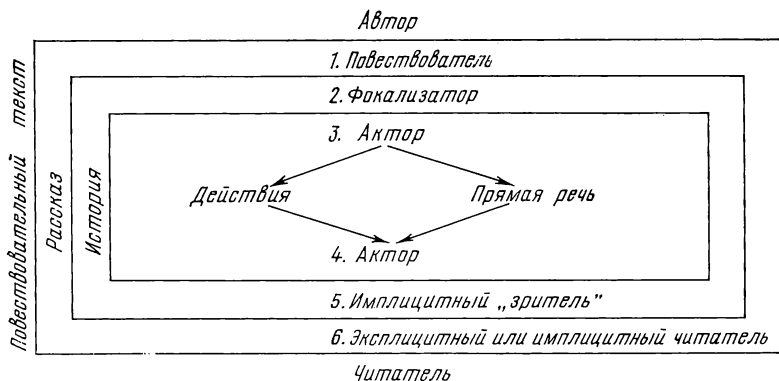 Автор
1. Повествователь
2. Фокализатор
3. Актор
Действия
Прямая речь
4. Актор
5. Имплицитный „зритель"
6. Эксплицитный или имплицитный читатель
Читатель
Повествовательный текст
Рассказ
История